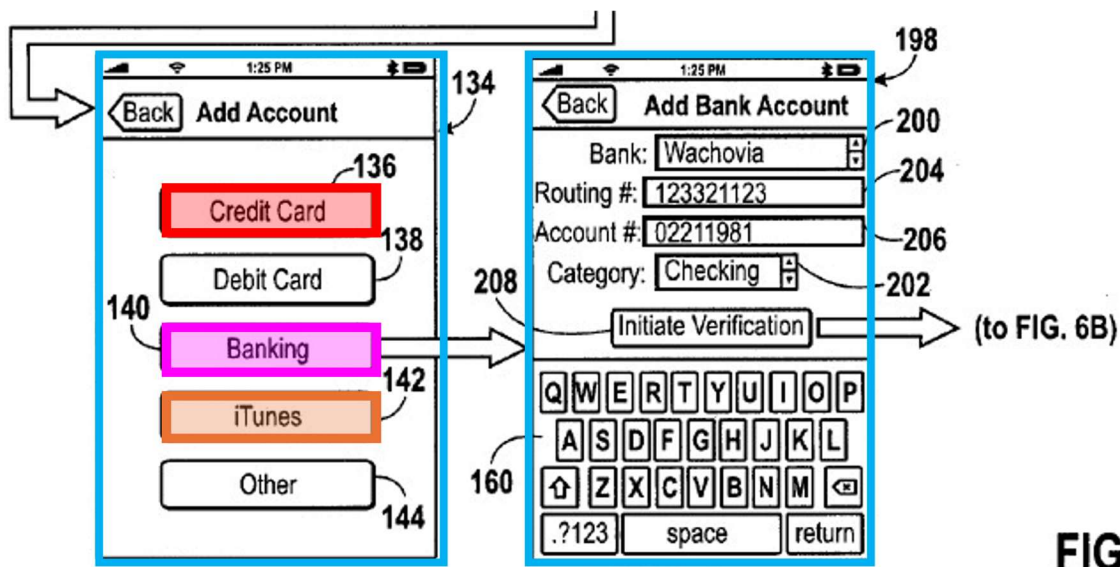 1:25 PM
Back Add Account
134
136
Credit Card
138
Debit Card
140
Banking
142
iTunes
Other
144
198
1:25 PM
Back Add Bank Account
200
Bank: Wachovia
204
Routing #: 123321123
Account #: 02211981
206
Category: Checking
202
208
Initiate Verification
(to FIG. 6B)
Q W E R T Y U I O P
A S D F G H J K L
160
Z X C V B N M
.?123 space return
FIG